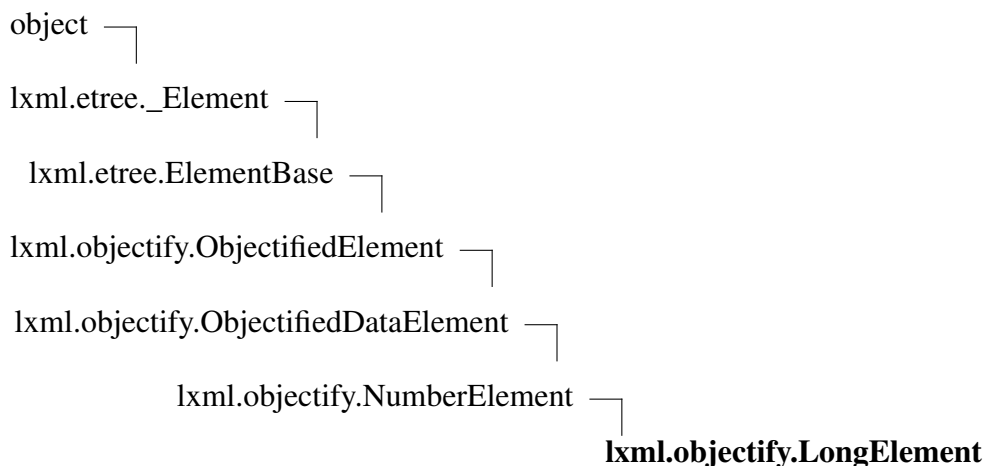 object
lxml.etree._Element
lxml.etree.ElementBase
lxml.objectify.ObjectifiedElement
lxml.objectify.ObjectifiedDataElement
lxml.objectify.NumberElement
lxml.objectify.LongElement